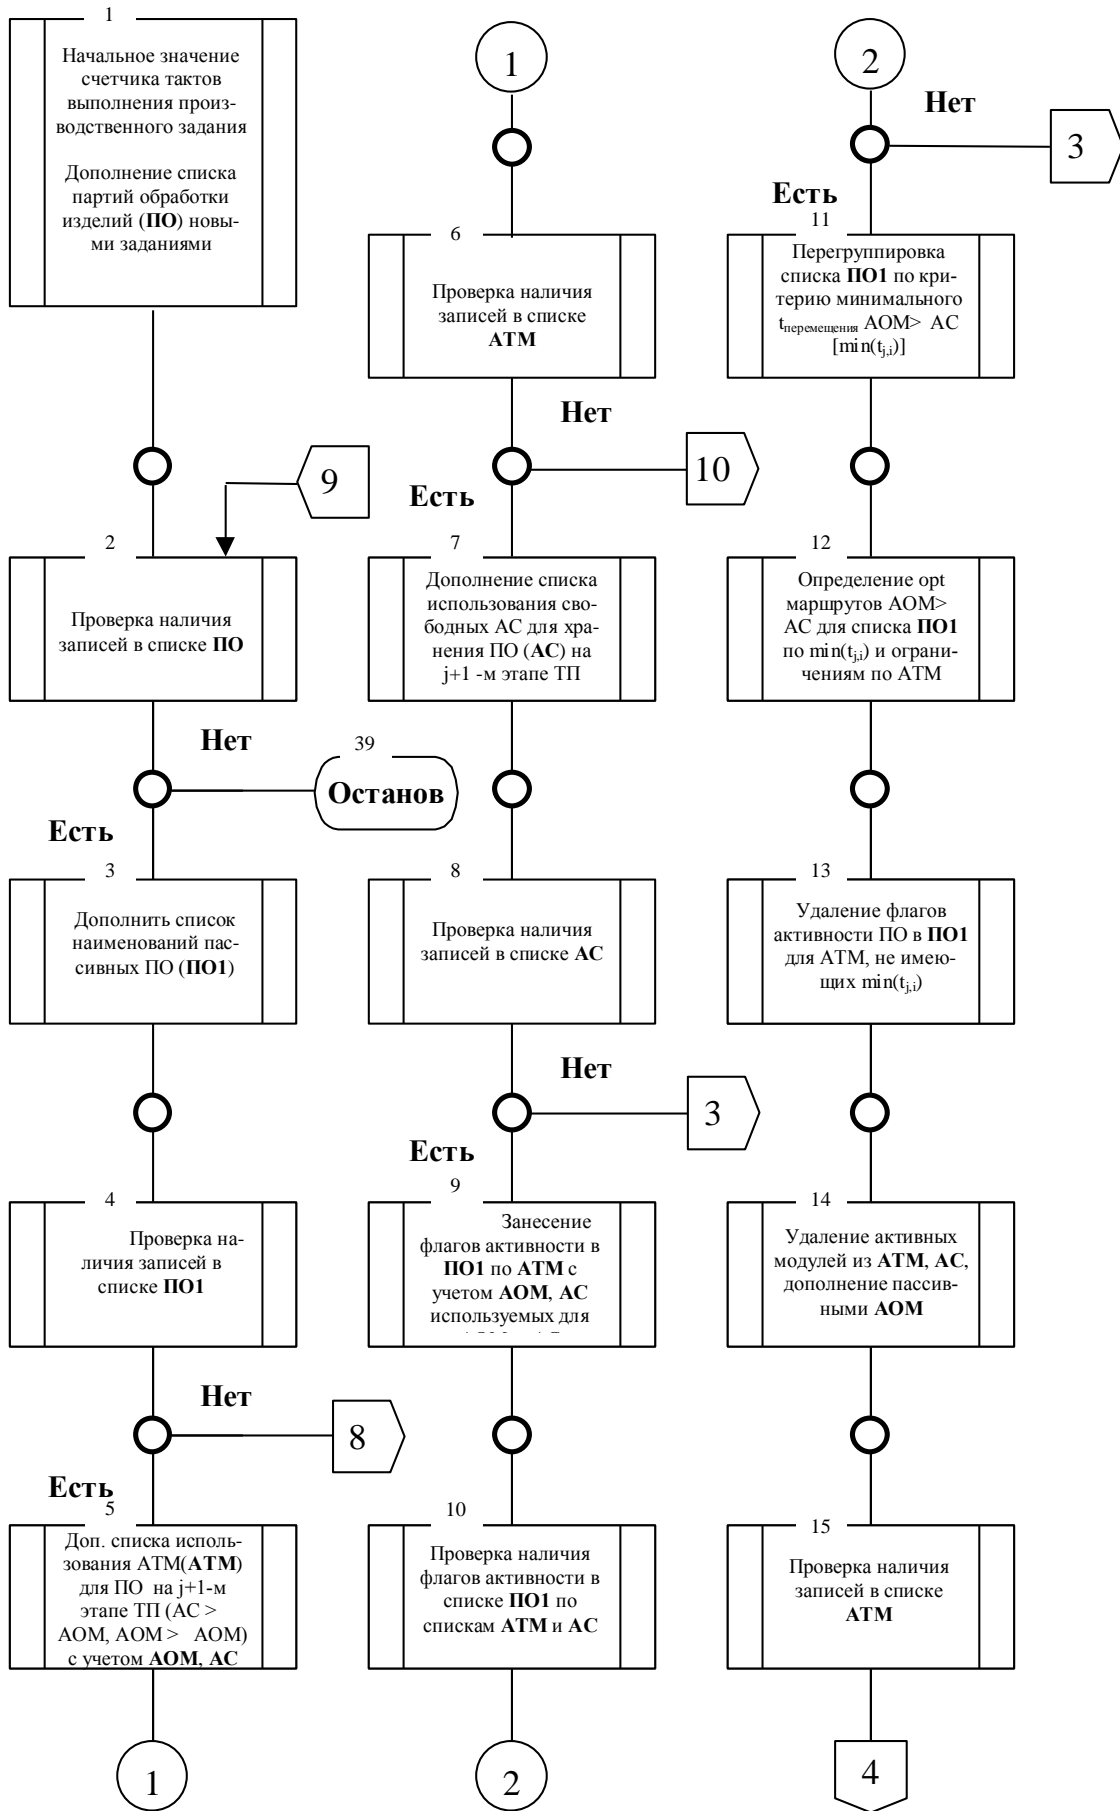 1
Начальное значение
счетчика тактов
выполнения произ-
водственного задания
Дополнение списка
партий обработки
изделий (ПО) новы-
ми заданиями
9
2
Проверка наличия
записей в списке ПО
Нет
39
Останов
Есть
3
Дополнить список
наименований пас-
сивных ПО (ПО1)
4
Проверка на-
личия записей в
списке ПО1
Нет
8
Есть
5
Доп. списка исполь-
зования АТМ(АТМ)
для ПО на j+1-м
этапе ТП (АС >
АОМ, АОМ > АОМ)
с учетом АОМ, АС
1
1
6
Проверка наличия
записей в списке
АТМ
Нет
10
Есть
7
Дополнение списка
использования сво-
бодных АС для хра-
нения ПО (АС) на
j+1 -м этапе ТП
8
Проверка наличия
записей в списке АС
Нет
3
Есть
9
Занесение
флагов активности в
ПО1 по АТМ с
учетом АОМ, АС
используемых для
10
Проверка наличия
флагов активности в
списке ПО1 по
спискам АТМ и АС
2
2
Нет
3
Есть
11
Перегруппировка
списка ПО1 по кри-
терию минимального
tперемещения АОМ> АС
[min(tj,i)]
12
Определение opt
маршрутов АОМ>
АС для списка ПО1
по min(tj,i) и ограни-
чениям по АТМ
13
Удаление флагов
активности ПО в ПО1
для АТМ, не имею-
щих min(tj,i)
14
Удаление активных
модулей из АТМ, АС,
дополнение пассив-
ными АОМ
15
Проверка наличия
записей в списке
АТМ
4